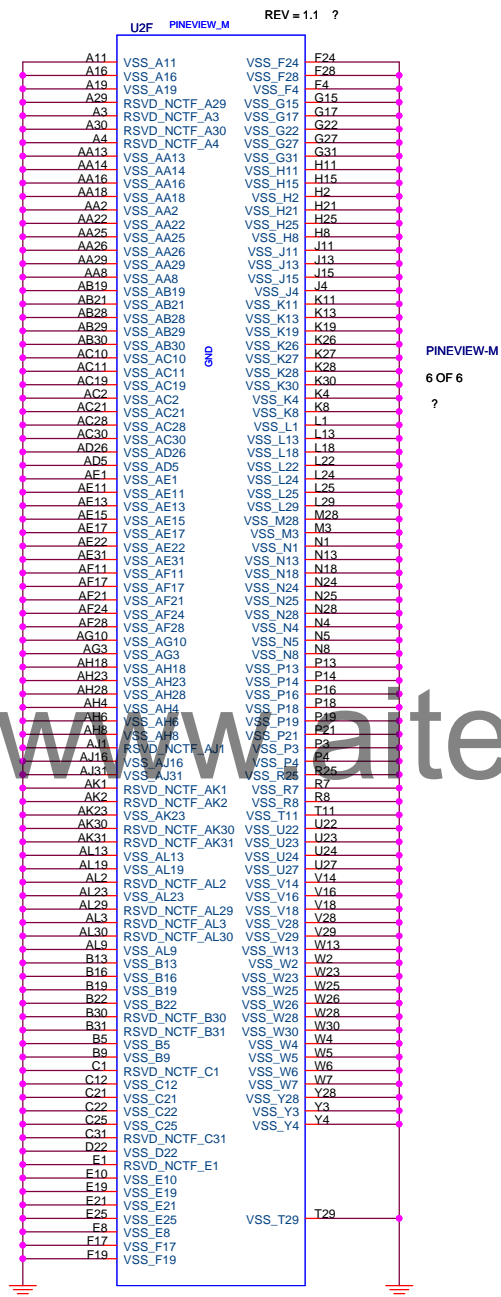 REV = 1.1 ?
U2F PINEVIEW_M
A11 VSS_A11 VSS_F24 F24
A16 VSS_A16 VSS_F28 F28
A19 VSS_A19 VSS_F4 F4
A29 RSVD_NCTF_A29 VSS_G15 G15
A3 RSVD_NCTF_A3 VSS_G17 G17
A30 RSVD_NCTF_A30 VSS_G22 G22
A4 RSVD_NCTF_A4 VSS_G27 G27
AA13 VSS_AA13 VSS_G31 G31
AA14 VSS_AA14 VSS_H11 H11
AA16 VSS_AA16 VSS_H15 H15
AA18 VSS_AA18 VSS_H2 H2
AA2 VSS_AA2 VSS_H21 H21
AA22 VSS_AA22 VSS_H25 H25
AA25 VSS_AA25 VSS_H8 H8
AA26 VSS_AA26 VSS_J11 J11
AA29 VSS_AA29 VSS_J13 J13
AA8 VSS_AA8 VSS_J15 J15
AB19 VSS_AB19 VSS_J4 J4
AB21 VSS_AB21 VSS_K11 K11
AB28 VSS_AB28 VSS_K13 K13
AB29 VSS_AB29 VSS_K19 K19
AB30 VSS_AB30 VSS_K26 K26
AC10 VSS_AC10 VSS_K27 K27
AC11 VSS_AC11 VSS_K28 K28
AC19 VSS_AC19 VSS_K30 K30
AC2 VSS_AC2 VSS_K4 K4
AC21 VSS_AC21 VSS_K8 K8
AC28 VSS_AC28 VSS_L1 L1
AC30 VSS_AC30 VSS_L13 L13
AD26 VSS_AD26 VSS_L18 L18
AD5 VSS_AD5 VSS_L22 L22
AE1 VSS_AE1 VSS_L24 L24
AE11 VSS_AE11 VSS_L25 L25
AE13 VSS_AE13 VSS_L29 L29
AE15 VSS_AE15 VSS_M28 M28
AE17 VSS_AE17 VSS_M3 M3
AE22 VSS_AE22 VSS_N1 N1
AE31 VSS_AE31 VSS_N13 N13
AF11 VSS_AF11 VSS_N18 N18
AF17 VSS_AF17 VSS_N24 N24
AF21 VSS_AF21 VSS_N25 N25
AF24 VSS_AF24 VSS_N28 N28
AF28 VSS_AF28 VSS_N4 N4
AG10 VSS_AG10 VSS_N5 N5
AG3 VSS_AG3 VSS_N8 N8
AH18 VSS_AH18 VSS_P13 P13
AH23 VSS_AH23 VSS_P14 P14
AH28 VSS_AH28 VSS_P16 P16
AH4 VSS_AH4 VSS_P18 P18
AH6 VSS_AH6 VSS_P19 P19
AH8 VSS_AH8 VSS_P21 P21
AJ1 RSVD_NCTF_AJ1 VSS_P3 P3
AJ16 VSS_AJ16 VSS_P4 P4
AJ31 VSS_AJ31 VSS_R25 R25
AK1 RSVD_NCTF_AK1 VSS_R7 R7
AK2 RSVD_NCTF_AK2 VSS_R8 R8
AK23 VSS_AK23 VSS_T11 T11
AK30 RSVD_NCTF_AK30 VSS_U22 U22
AK31 RSVD_NCTF_AK31 VSS_U23 U23
AL13 VSS_AL13 VSS_U24 U24
AL19 VSS_AL19 VSS_U27 U27
AL2 RSVD_NCTF_AL2 VSS_V14 V14
AL23 VSS_AL23 VSS_V16 V16
AL29 RSVD_NCTF_AL29 VSS_V18 V18
AL3 RSVD_NCTF_AL3 VSS_V28 V28
AL30 RSVD_NCTF_AL30 VSS_V29 V29
AL9 VSS_AL9 VSS_W13 W13
B13 VSS_B13 VSS_W2 W2
B16 VSS_B16 VSS_W23 W23
B19 VSS_B19 VSS_W25 W25
B22 VSS_B22 VSS_W26 W26
B30 RSVD_NCTF_B30 VSS_W28 W28
B31 RSVD_NCTF_B31 VSS_W30 W30
B5 VSS_B5 VSS_W4 W4
B9 VSS_B9 VSS_W5 W5
C1 RSVD_NCTF_C1 VSS_W6 W6
C12 VSS_C12 VSS_W7 W7
C21 VSS_C21 VSS_Y28 Y28
C22 VSS_C22 VSS_Y3 Y3
C25 VSS_C25 VSS_Y4 Y4
C31 RSVD_NCTF_C31
D22 VSS_D22
E1 RSVD_NCTF_E1
E10 VSS_E10
E19 VSS_E19
E21 VSS_E21
E25 VSS_E25 VSS_T29 T29
E8 VSS_E8
F17 VSS_F17
F19 VSS_F19
GND
PINEVIEW-M
6 OF 6
?
www.aite